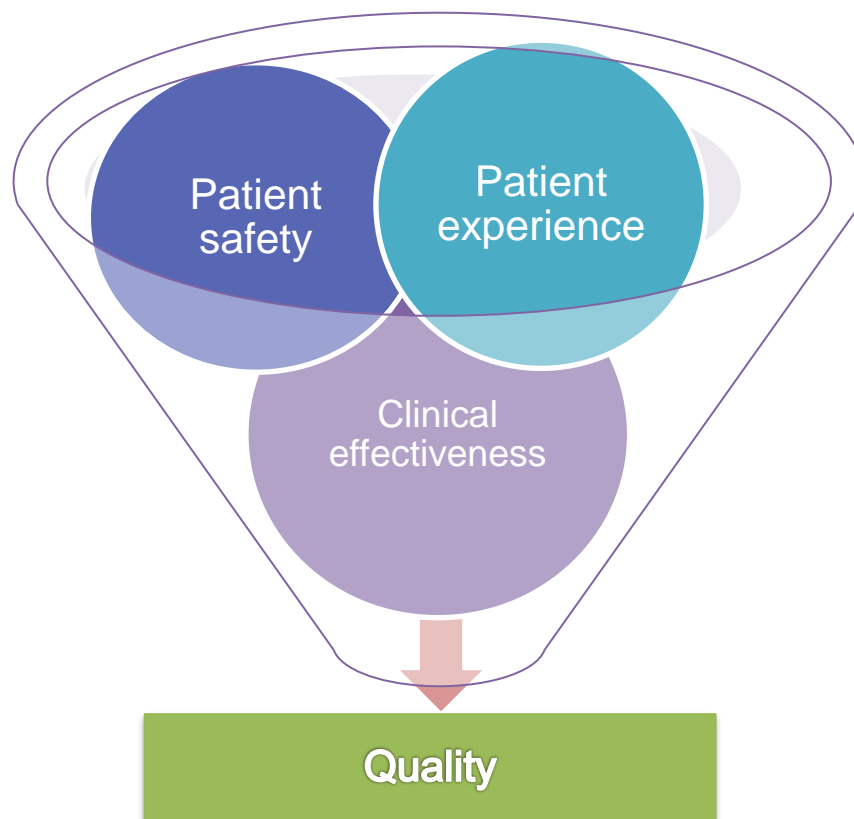 Patient
safety
Patient
experience
Clinical
effectiveness
Quality